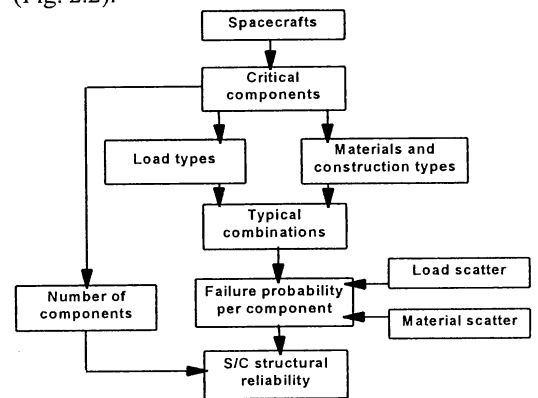 (Fig. 2.2).
Spacecrafts
Critical
components
Load types
Materials and
construction types
Typical
combinations
Load scatter
Number of
components
Failure probability
per component
Material scatter
S/C structural
reliability